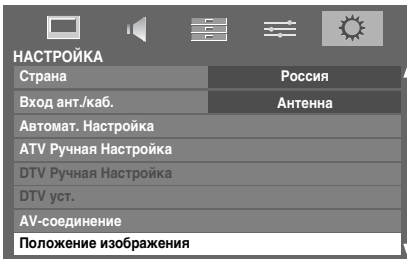 НАСТРОЙКА
Страна Россия
Вход ант./каб. Антенна
Автомат. Настройка
ATV Ручная Настройка
DTV Ручная Настройка
DTV уст.
AV-соединение
Положение изображения